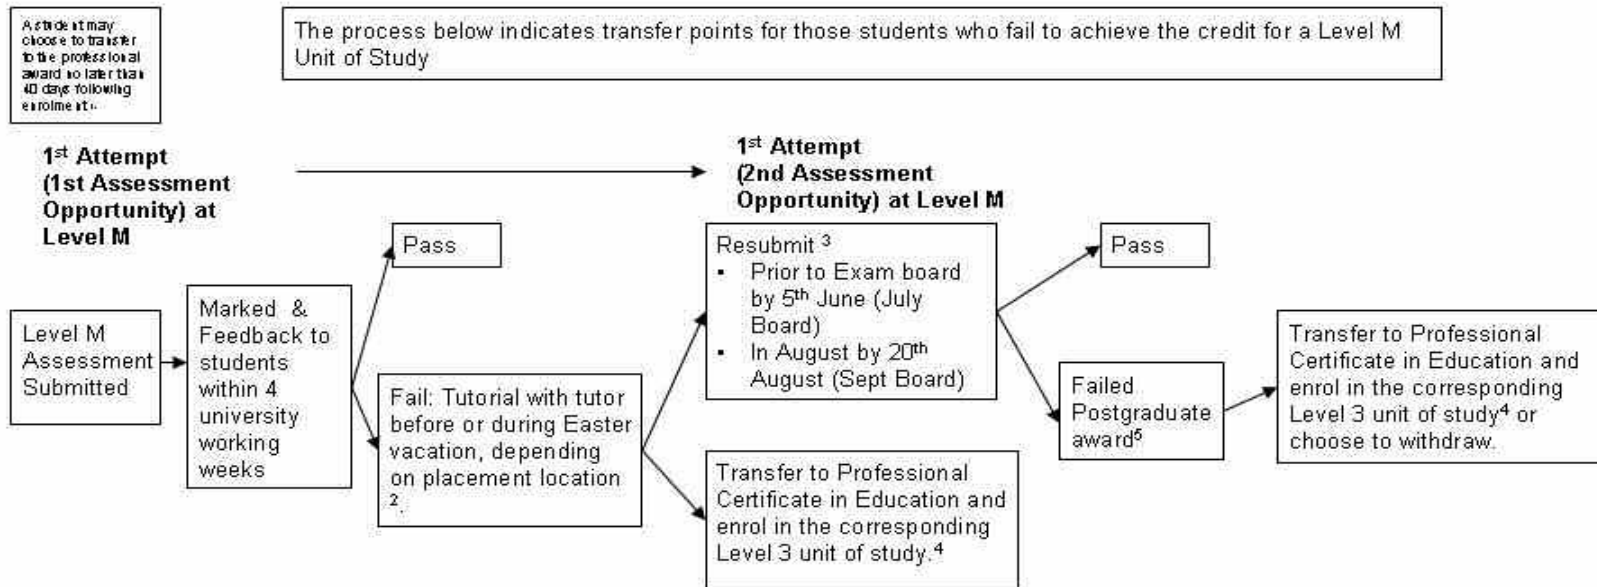 A student may
choose to transfer
to the professional
award no later than
40 days following
enrolment
The process below indicates transfer points for those students who fail to achieve the credit for a Level M
Unit of Study
1st Attempt
(1st Assessment
Opportunity) at
Level M
1st Attempt
(2nd Assessment
Opportunity) at Level M
Level M
Assessment
Submitted
Marked & 
Feedback to
students
within 4
university
working
weeks
Pass
Fail: Tutorial with tutor
before or during Easter
vacation, depending
on placement location
2.
Resubmit 3
▪ Prior to Exam board
by 5th June (July
Board)
▪ In August by 20th
August (Sept Board)
Transfer to Professional
Certificate in Education and
enrol in the corresponding
Level 3 unit of study.4
Pass
Failed
Postgraduate
award5
Transfer to Professional
Certificate in Education and
enrol in the corresponding
Level 3 unit of study4 or
choose to withdraw.